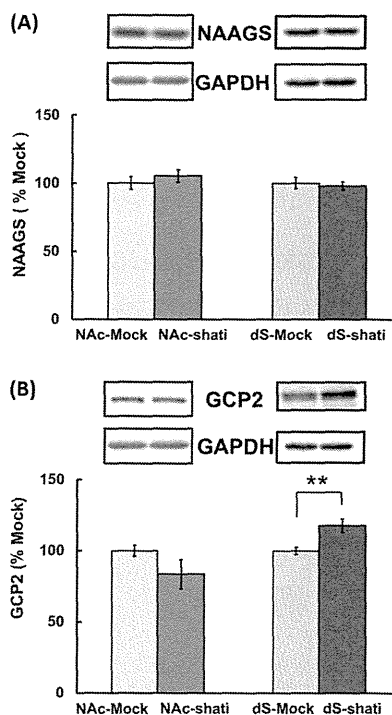 (A)
NAAGS
GAPDH
NAAGS ( % Mock )
150
100
50
0
NAc-Mock NAc-shati dS-Mock dS-shati
(B)
GCP2
GAPDH
GCP2 (% Mock)
150
**
100
50
0
NAc-Mock NAc-shati dS-Mock dS-shati